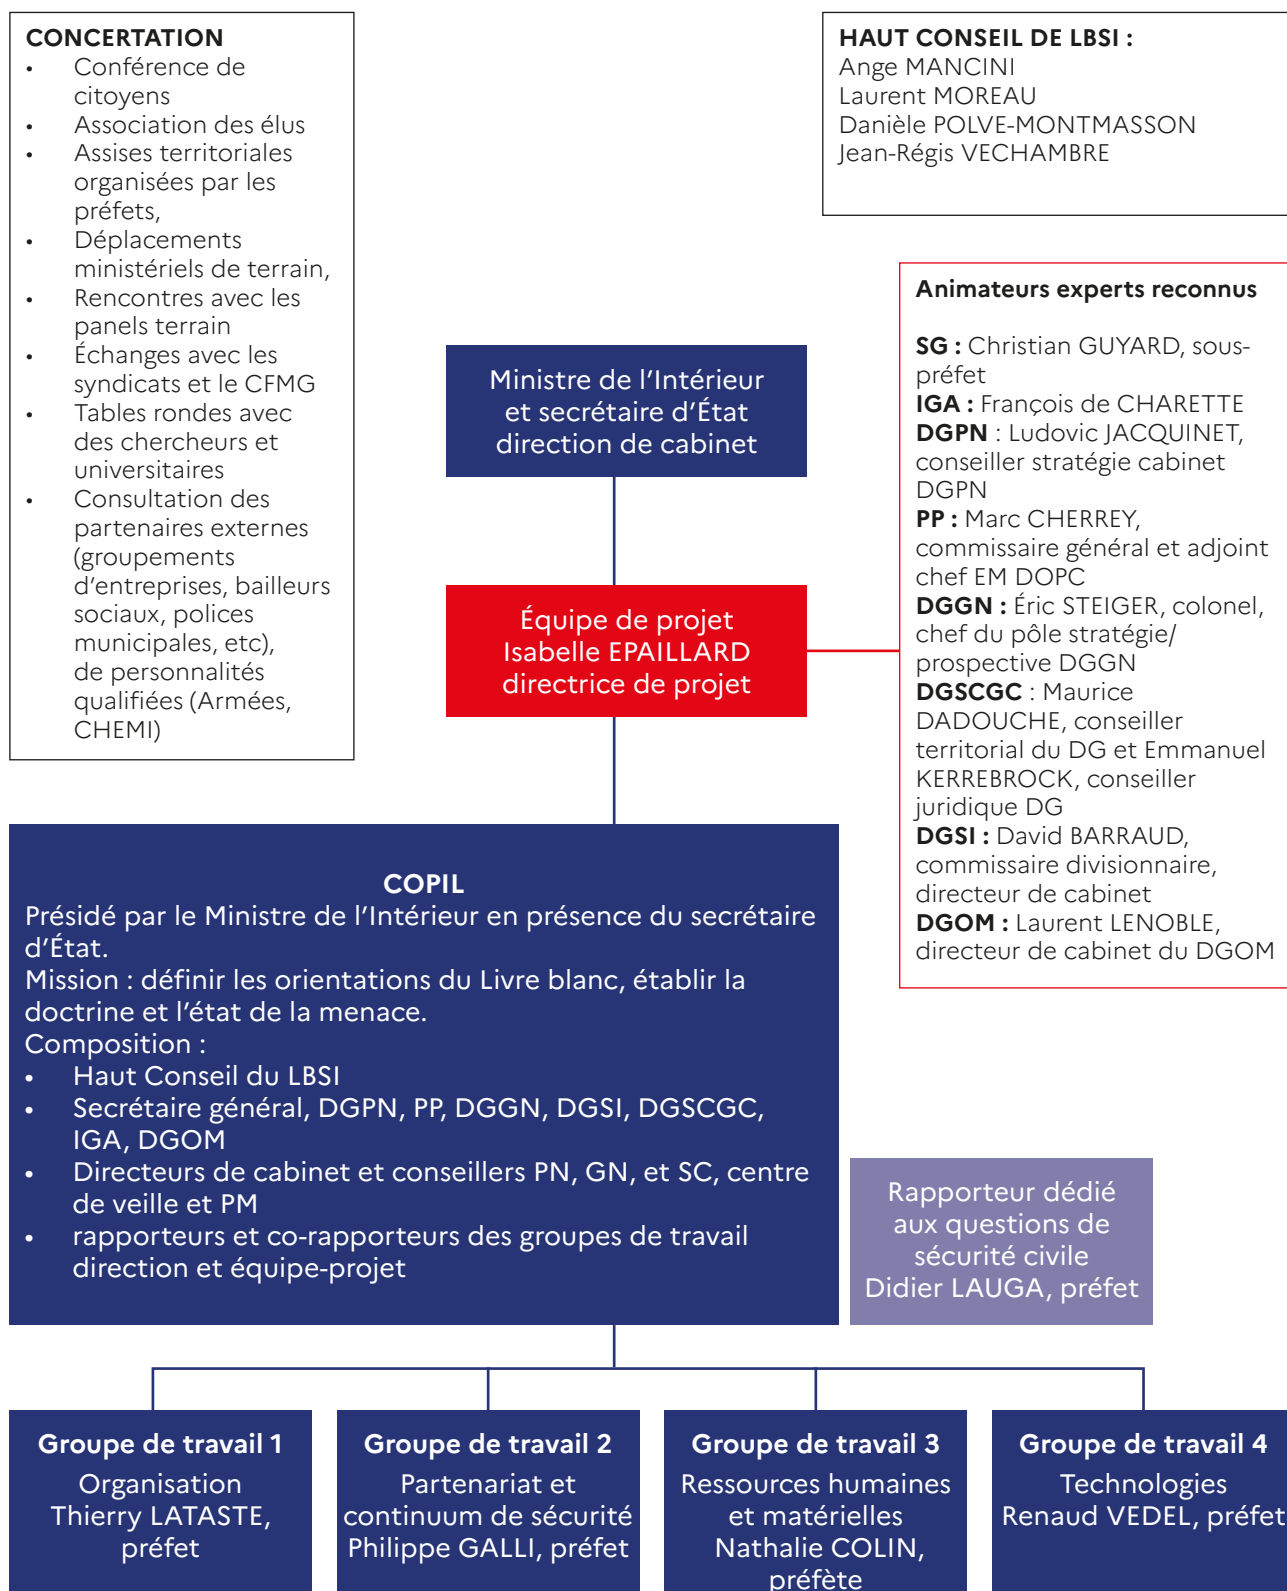 CONCERTATION
• Conférence de
citoyens
• Association des élus
• Assises territoriales
organisées par les
préfets,
• Déplacements
ministériels de terrain,
• Rencontres avec les
panels terrain
• Échanges avec les
syndicats et le CFMG
• Tables rondes avec
des chercheurs et
universitaires
• Consultation des
partenaires externes
(groupements
d'entreprises, bailleurs
sociaux, polices
municipales, etc),
de personnalités
qualifiées (Armées,
CHEMI)
HAUT CONSEIL DE LBSI :
Ange MANCINI
Laurent MOREAU
Danièle POLVE-MONTMASSON
Jean-Régis VECHAMBRE
Ministre de l'Intérieur
et secrétaire d'État
direction de cabinet
Équipe de projet
Isabelle EPAILLARD
directrice de projet
Animateurs experts reconnus
SG : Christian GUYARD, sous-
préfet
IGA : François de CHARETTE
DGPN : Ludovic JACQUINET,
conseiller stratégie cabinet
DGPN
PP : Marc CHERREY,
commissaire général et adjoint
chef EM DOPC
DGGN : Éric STEIGER, colonel,
chef du pôle stratégie/
prospective DGGN
DGSCGC : Maurice
DADOUCHE, conseiller
territorial du DG et Emmanuel
KERREBROCK, conseiller
juridique DG
DGSI : David BARRAUD,
commissaire divisionnaire,
directeur de cabinet
DGOM : Laurent LENOBLE,
directeur de cabinet du DGOM
COPIL
Présidé par le Ministre de l'Intérieur en présence du secrétaire
d'État.
Mission : définir les orientations du Livre blanc, établir la
doctrine et l'état de la menace.
Composition :
• Haut Conseil du LBSI
• Secrétaire général, DGPN, PP, DGGN, DGSI, DGSCGC,
IGA, DGOM
• Directeurs de cabinet et conseillers PN, GN, et SC, centre
de veille et PM
• rapporteurs et co-rapporteurs des groupes de travail
direction et équipe-projet
Rapporteur dédié
aux questions de
sécurité civile
Didier LAUGA, préfet
Groupe de travail 1
Organisation
Thierry LATASTE,
préfet
Groupe de travail 2
Partenariat et
continuum de sécurité
Philippe GALLI, préfet
Groupe de travail 3
Ressources humaines
et matérielles
Nathalie COLIN,
préfète
Groupe de travail 4
Technologies
Renaud VEDEL, préfet